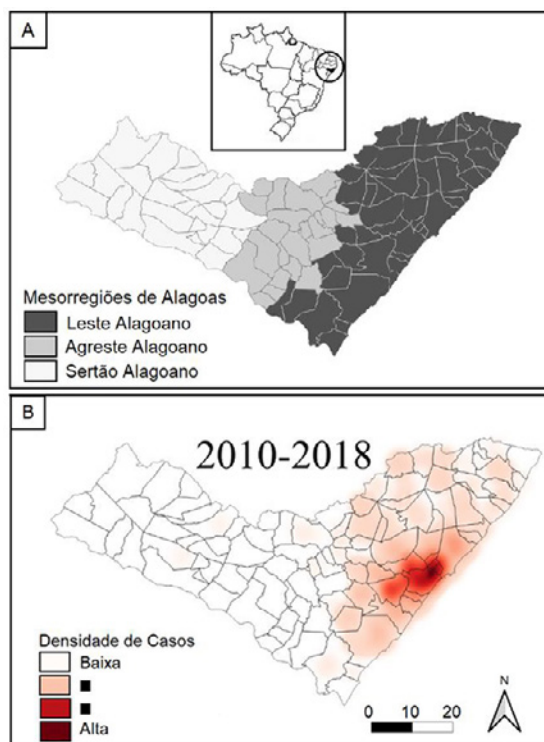 A
Mesorregiões de Alagoas
Leste Alagoano
Agreste Alagoano
Sertão Alagoano
B
2010-2018
Densidade de Casos
Baixa
Alta
0 10 20
N